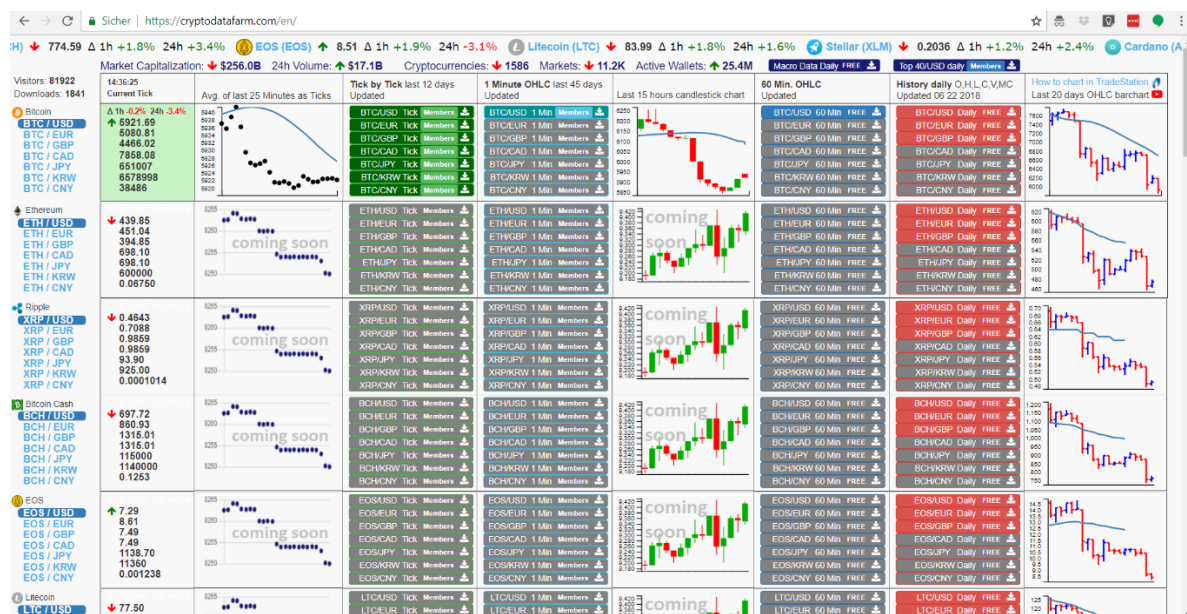 Sicher | https://cryptodatafarm.com/en/
CH) 774.59 Δ 1h +1.8% 24h +3.4% EOS (EOS) 8.51 Δ 1h +1.9% 24h -3.1% Litecoin (LTC) 83.99 Δ 1h +1.8% 24h +1.6% Stellar (XLM) 0.2036 Δ 1h +1.2% 24h +2.4% Cardano (A
Market Capitalization: $256.0B 24h Volume: $17.1B Cryptocurrencies: 1586 Markets: 11.2K Active Wallets: 25.4M Macro Data Daily FREE Top 40/USD daily Members
Visitors: 81922
Downloads: 1841
14:36:25
Current Tick
Avg. of last 25 Minutes as Ticks
Tick by Tick last 12 days
Updated
1 Minute OHLC last 45 days
Updated
Last 15 hours candlestick chart
60 Min. OHLC
Updated
History daily O,H,L,C,V,MC
Updated 06 22 2018
How to chart in TradeStation
Last 20 days OHLC barchart
Bitcoin
Δ 1h -0.2% 24h -3.4%
BTC / USD 5921.69 BTC/USD Tick Members BTC/USD 1 Min Members BTC/USD 60 Min FREE BTC/USD Daily FREE
BTC / EUR 5080.81 BTC/EUR Tick Members BTC/EUR 1 Min Members BTC/EUR 60 Min FREE BTC/EUR Daily FREE
BTC / GBP 4466.02 BTC/GBP Tick Members BTC/GBP 1 Min Members BTC/GBP 60 Min FREE BTC/GBP Daily FREE
BTC / CAD 7858.08 BTC/CAD Tick Members BTC/CAD 1 Min Members BTC/CAD 60 Min FREE BTC/CAD Daily FREE
BTC / JPY 651007 BTC/JPY Tick Members BTC/JPY 1 Min Members BTC/JPY 60 Min FREE BTC/JPY Daily FREE
BTC / KRW 6578998 BTC/KRW Tick Members BTC/KRW 1 Min Members BTC/KRW 60 Min FREE BTC/KRW Daily FREE
BTC / CNY 38486 BTC/CNY Tick Members BTC/CNY 1 Min Members BTC/CNY 60 Min FREE BTC/CNY Daily FREE
Ethereum
ETH / USD 439.85 ETH/USD Tick Members ETH/USD 1 Min Members ETH/USD 60 Min FREE ETH/USD Daily FREE
ETH / EUR 451.04 ETH/EUR Tick Members ETH/EUR 1 Min Members ETH/EUR 60 Min FREE ETH/EUR Daily FREE
ETH / GBP 394.85 ETH/GBP Tick Members ETH/GBP 1 Min Members ETH/GBP 60 Min FREE ETH/GBP Daily FREE
ETH / CAD 698.10 ETH/CAD Tick Members ETH/CAD 1 Min Members ETH/CAD 60 Min FREE ETH/CAD Daily FREE
ETH / JPY 698.10 ETH/JPY Tick Members ETH/JPY 1 Min Members ETH/JPY 60 Min FREE ETH/JPY Daily FREE
ETH / KRW 600000 ETH/KRW Tick Members ETH/KRW 1 Min Members ETH/KRW 60 Min FREE ETH/KRW Daily FREE
ETH / CNY 0.06750 ETH/CNY Tick Members ETH/CNY 1 Min Members ETH/CNY 60 Min FREE ETH/CNY Daily FREE
coming soon
coming soon
Ripple
XRP / USD 0.4643 XRP/USD Tick Members XRP/USD 1 Min Members XRP/USD 60 Min FREE XRP/USD Daily FREE
XRP / EUR 0.7088 XRP/EUR Tick Members XRP/EUR 1 Min Members XRP/EUR 60 Min FREE XRP/EUR Daily FREE
XRP / GBP 0.9859 XRP/GBP Tick Members XRP/GBP 1 Min Members XRP/GBP 60 Min FREE XRP/GBP Daily FREE
XRP / CAD 0.9859 XRP/CAD Tick Members XRP/CAD 1 Min Members XRP/CAD 60 Min FREE XRP/CAD Daily FREE
XRP / JPY 93.90 XRP/JPY Tick Members XRP/JPY 1 Min Members XRP/JPY 60 Min FREE XRP/JPY Daily FREE
XRP / KRW 925.00 XRP/KRW Tick Members XRP/KRW 1 Min Members XRP/KRW 60 Min FREE XRP/KRW Daily FREE
XRP / CNY 0.0001014 XRP/CNY Tick Members XRP/CNY 1 Min Members XRP/CNY 60 Min FREE XRP/CNY Daily FREE
coming soon
coming soon
Bitcoin Cash
BCH / USD 697.72 BCH/USD Tick Members BCH/USD 1 Min Members BCH/USD 60 Min FREE BCH/USD Daily FREE
BCH / EUR 860.93 BCH/EUR Tick Members BCH/EUR 1 Min Members BCH/EUR 60 Min FREE BCH/EUR Daily FREE
BCH / GBP 1315.01 BCH/GBP Tick Members BCH/GBP 1 Min Members BCH/GBP 60 Min FREE BCH/GBP Daily FREE
BCH / CAD 1315.01 BCH/CAD Tick Members BCH/CAD 1 Min Members BCH/CAD 60 Min FREE BCH/CAD Daily FREE
BCH / JPY 115000 BCH/JPY Tick Members BCH/JPY 1 Min Members BCH/JPY 60 Min FREE BCH/JPY Daily FREE
BCH / KRW 1140000 BCH/KRW Tick Members BCH/KRW 1 Min Members BCH/KRW 60 Min FREE BCH/KRW Daily FREE
BCH / CNY 0.1253 BCH/CNY Tick Members BCH/CNY 1 Min Members BCH/CNY 60 Min FREE BCH/CNY Daily FREE
coming soon
coming soon
EOS
EOS / USD 7.29 EOS/USD Tick Members EOS/USD 1 Min Members EOS/USD 60 Min FREE EOS/USD Daily FREE
EOS / EUR 8.61 EOS/EUR Tick Members EOS/EUR 1 Min Members EOS/EUR 60 Min FREE EOS/EUR Daily FREE
EOS / GBP 7.49 EOS/GBP Tick Members EOS/GBP 1 Min Members EOS/GBP 60 Min FREE EOS/GBP Daily FREE
EOS / CAD 7.49 EOS/CAD Tick Members EOS/CAD 1 Min Members EOS/CAD 60 Min FREE EOS/CAD Daily FREE
EOS / JPY 1138.70 EOS/JPY Tick Members EOS/JPY 1 Min Members EOS/JPY 60 Min FREE EOS/JPY Daily FREE
EOS / KRW 11360 EOS/KRW Tick Members EOS/KRW 1 Min Members EOS/KRW 60 Min FREE EOS/KRW Daily FREE
EOS / CNY 0.001238 EOS/CNY Tick Members EOS/CNY 1 Min Members EOS/CNY 60 Min FREE EOS/CNY Daily FREE
coming soon
coming soon
Litecoin
LTC / USD 77.50 LTC/USD Tick Members LTC/USD 1 Min Members LTC/USD 60 Min FREE LTC/USD Daily FREE
LTC/EUR Tick Members LTC/EUR 1 Min Members LTC/EUR 60 Min FREE LTC/EUR Daily FREE
coming